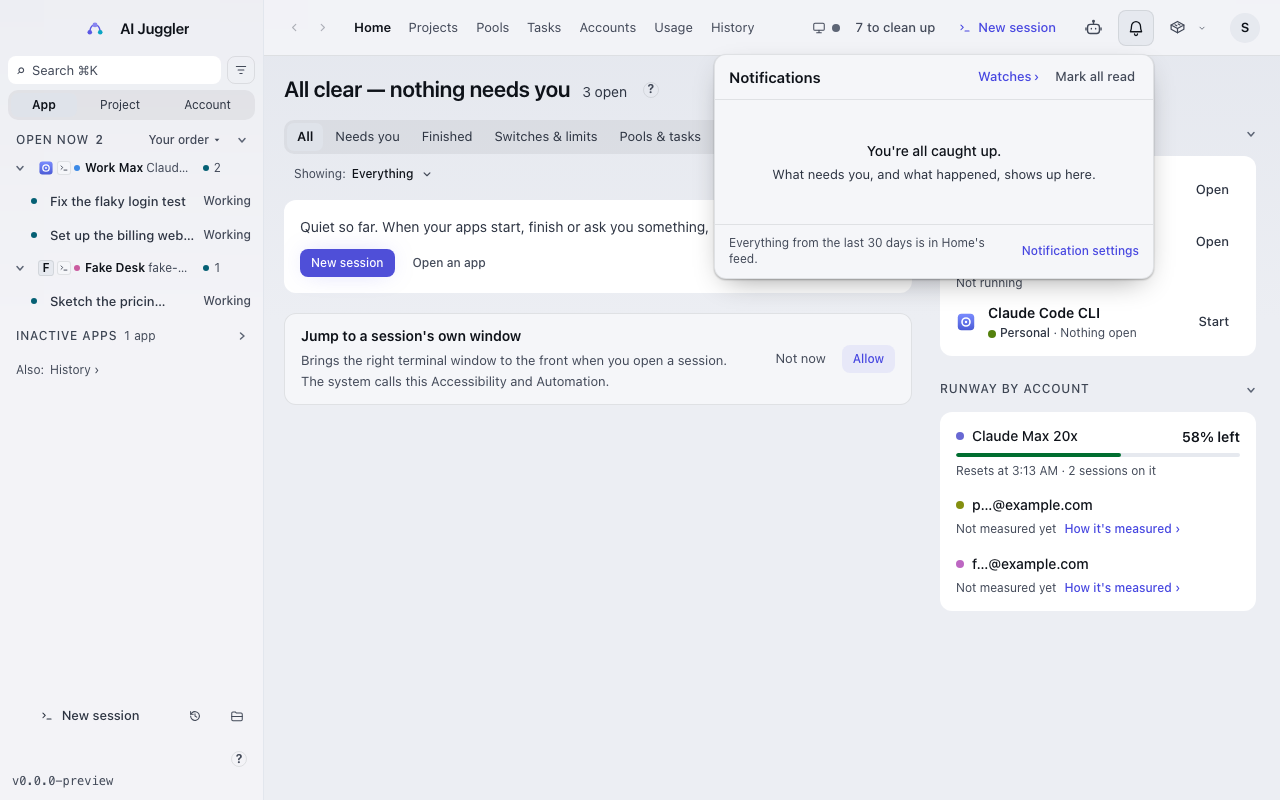 AI Juggler
Search ⌘K
App
Project
Account
OPEN NOW 2
Your order
Work Max Claud...
2
Fix the flaky login test
Working
Set up the billing web...
Working
F
Fake Desk fake-...
1
Sketch the pricin...
Working
INACTIVE APPS 1 app
Also: History ›
New session
?
v0.0.0-preview
Home
Projects
Pools
Tasks
Accounts
Usage
History
7 to clean up
New session
S
All clear — nothing needs you
3 open
?
All
Needs you
Finished
Switches & limits
Pools & tasks
Showing: Everything
Quiet so far. When your apps start, finish or ask you something,
New session
Open an app
Jump to a session's own window
Brings the right terminal window to the front when you open a session.
The system calls this Accessibility and Automation.
Not now
Allow
Notifications
Watches ›
Mark all read
You're all caught up.
What needs you, and what happened, shows up here.
Everything from the last 30 days is in Home's
feed.
Notification settings
Open
Open
Not running
Claude Code CLI
Personal · Nothing open
Start
RUNWAY BY ACCOUNT
Claude Max 20x
58% left
Resets at 3:13 AM · 2 sessions on it
p...@example.com
Not measured yet How it's measured ›
f...@example.com
Not measured yet How it's measured ›